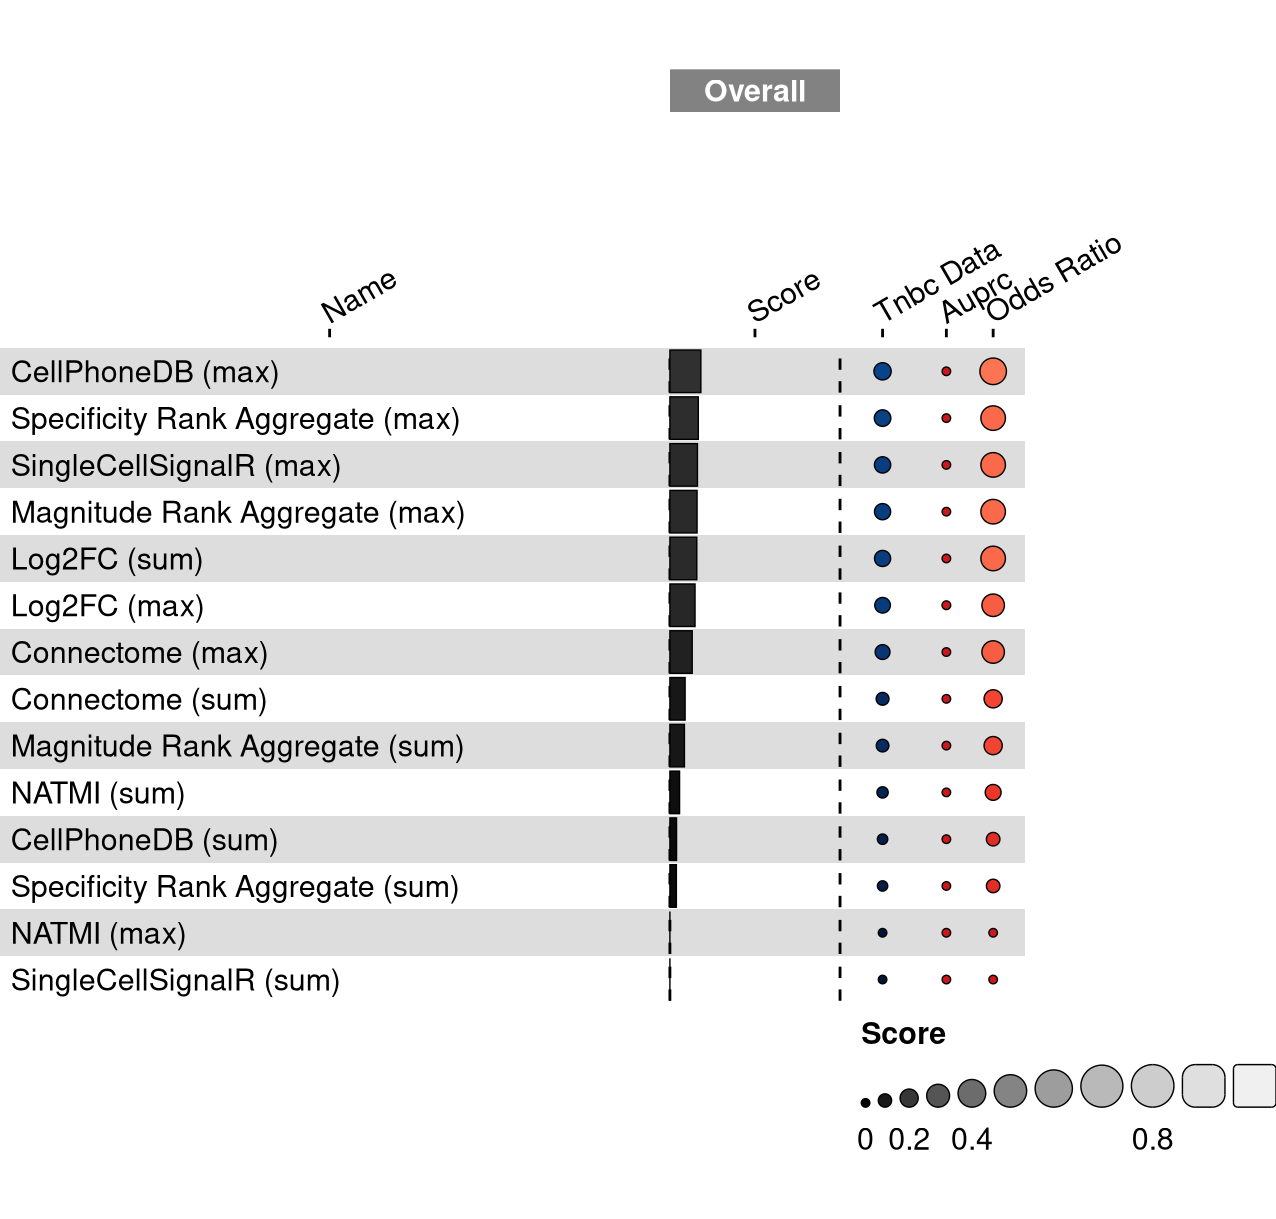 Overall
Name
Score
Tnbc Data
Auprc
Odds Ratio
CellPhoneDB (max)
Specificity Rank Aggregate (max)
SingleCellSignalR (max)
Magnitude Rank Aggregate (max)
Log2FC (sum)
Log2FC (max)
Connectome (max)
Connectome (sum)
Magnitude Rank Aggregate (sum)
NATMI (sum)
CellPhoneDB (sum)
Specificity Rank Aggregate (sum)
NATMI (max)
SingleCellSignalR (sum)
Score
0 0.2 0.4 0.8